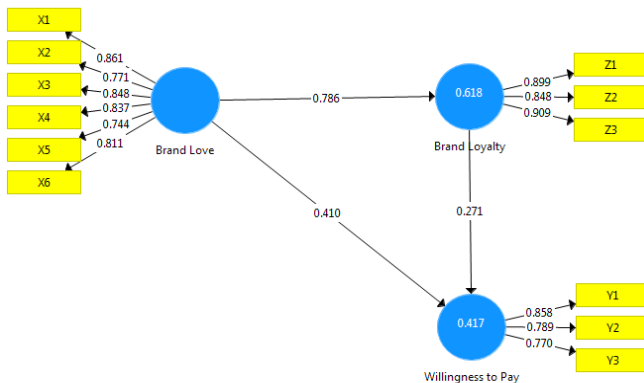 X1
X2
X3
X4
X5
X6
0.861
0.771
0.848
0.837
0.744
0.811
Brand Love
0.786
0.618
Brand Loyalty
0.899
0.848
0.909
Z1
Z2
Z3
0.410
0.271
0.417
Willingness to Pay
0.858
0.789
0.770
Y1
Y2
Y3